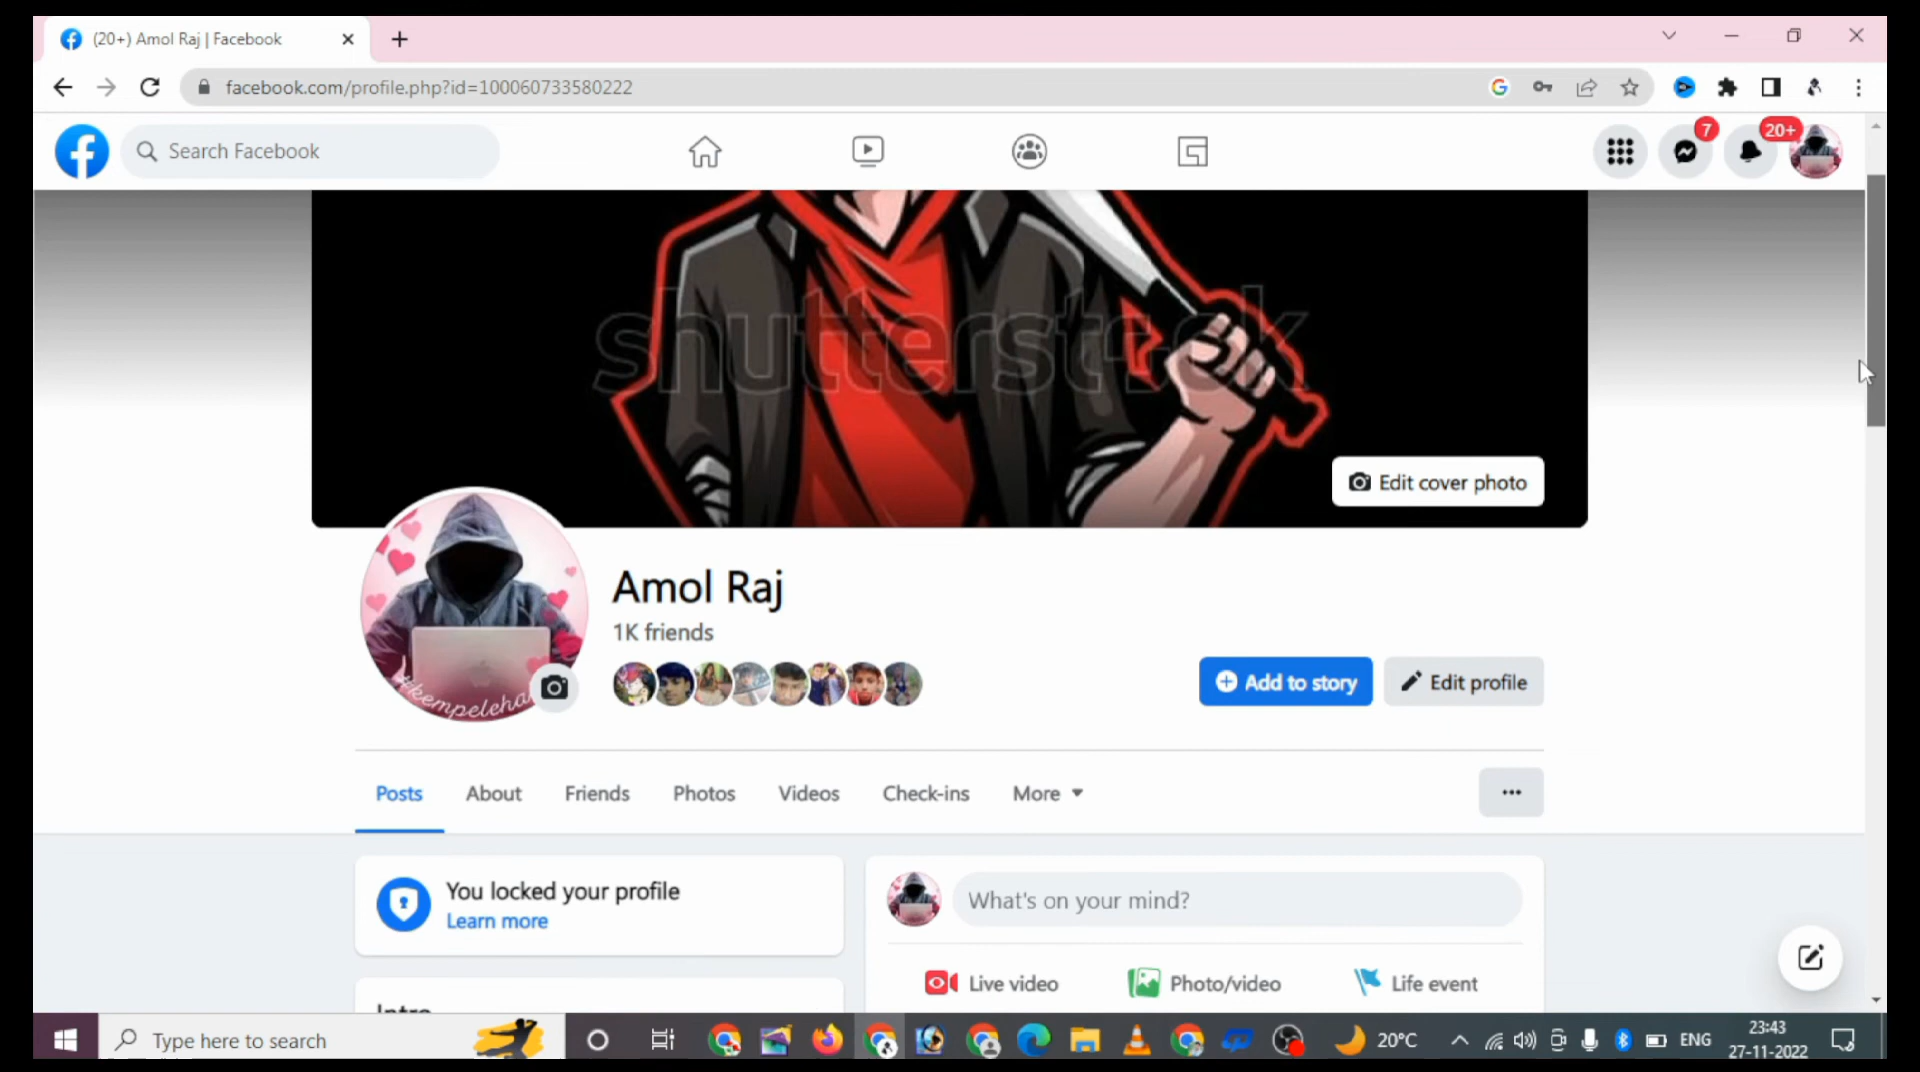 (20+) Amol Raj | Facebook
facebook.com/profile.php?id=100060733580222
Search Facebook
7
20+
shutterstock
Edit cover photo
#kempeleha
Amol Raj
1K friends
Add to story
Edit profile
Posts About Friends Photos Videos Check-ins More
You locked your profile
Learn more
What's on your mind?
Live video Photo/video Life event
Intro
Type here to search
20°C
ENG
23:43
27-11-2022